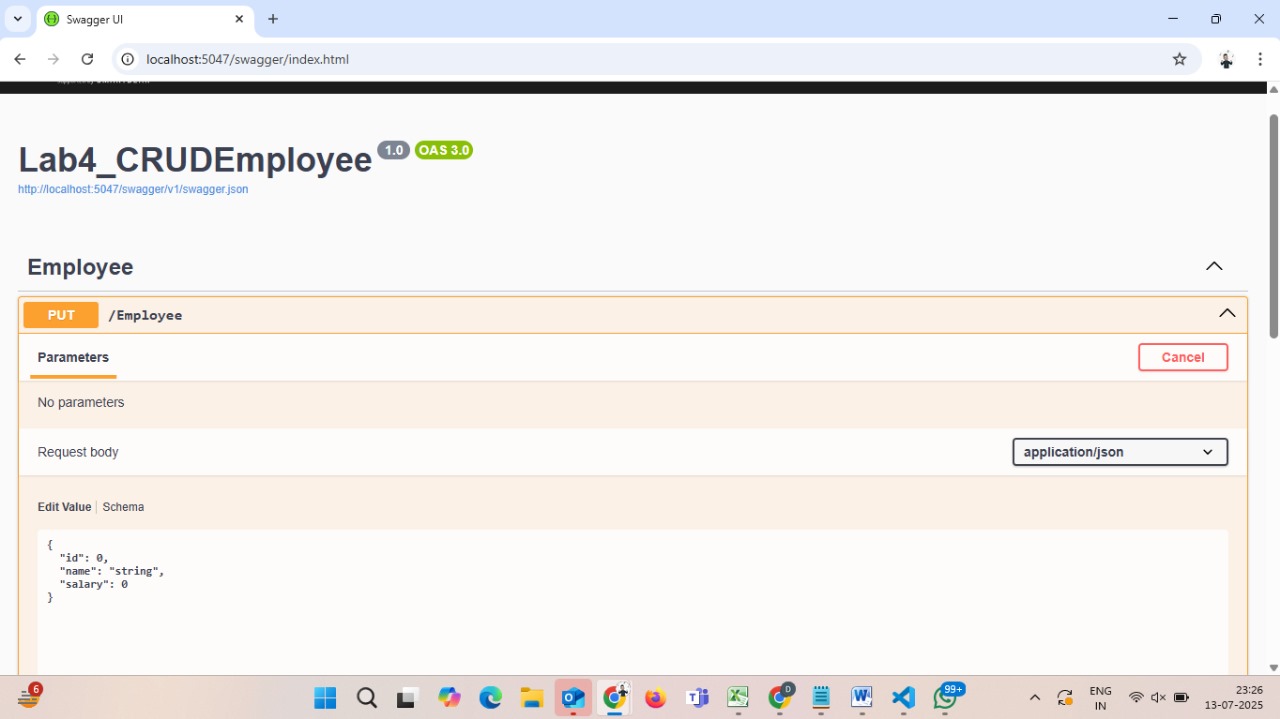 Swagger UI
localhost:5047/swagger/index.html
Lab4_CRUDEmployee 1.0 OAS 3.0
http://localhost:5047/swagger/v1/swagger.json
Employee
PUT /Employee
Parameters
Cancel
No parameters
Request body
application/json
Edit Value
Schema
{
"id": 0,
"name": "string",
"salary": 0
}
6
D
99+
ENG
IN
23:26
13-07-2025